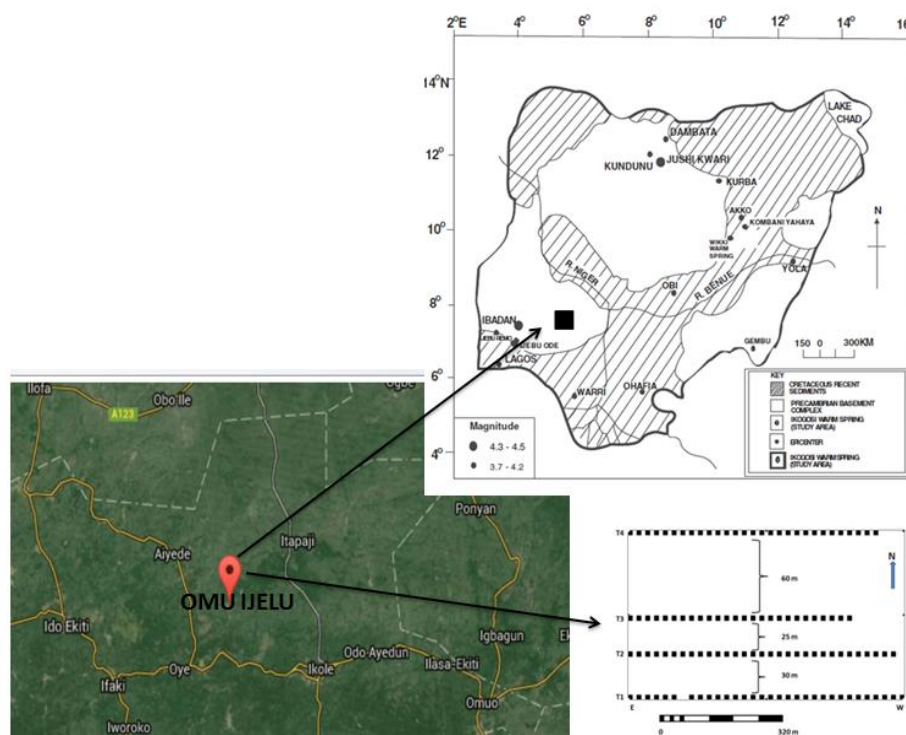 2°E
4°
6°
8°
10°
12°
14°
16
14°N
12°
10°
8°
6°
4°
LAKE
CHAD
DAMBATA
KUNDUNU
JUSHI KWARI
KURBA
AKKO
KOMBANI YAHAYA
WIKKI
WARM
SPRING
YOLA
N
R. NIGER
OBI
R. BENUE
IBADAN
IJEBU ODE
LAGOS
WARRI
OHAFIA
GEMBU
150 0 300KM
Magnitude
4.3 - 4.5
3.7 - 4.2
KEY
CRETACEOUS RECENT
SEDIMENTS
PRECAMBRIAN BASEMENT
COMPLEX
IKOGOSI WARM SPRING
(STUDY AREA)
EPICENTER
IKOGOSI WARM SPRING
(STUDY AREA)
Ilofa
A123
Obo Ile
Ponyan
Itapaji
Aiyede
OMU IJELU
Ido Ekiti
Igbagun
Ek
Odo Ayedun
Oye
Ikole
Ilasa-Ekiti
Ifaki
Omuo
Iworoko
T4
N
60 m
T3
25 m
T2
30 m
T1
E
W
0
320 m